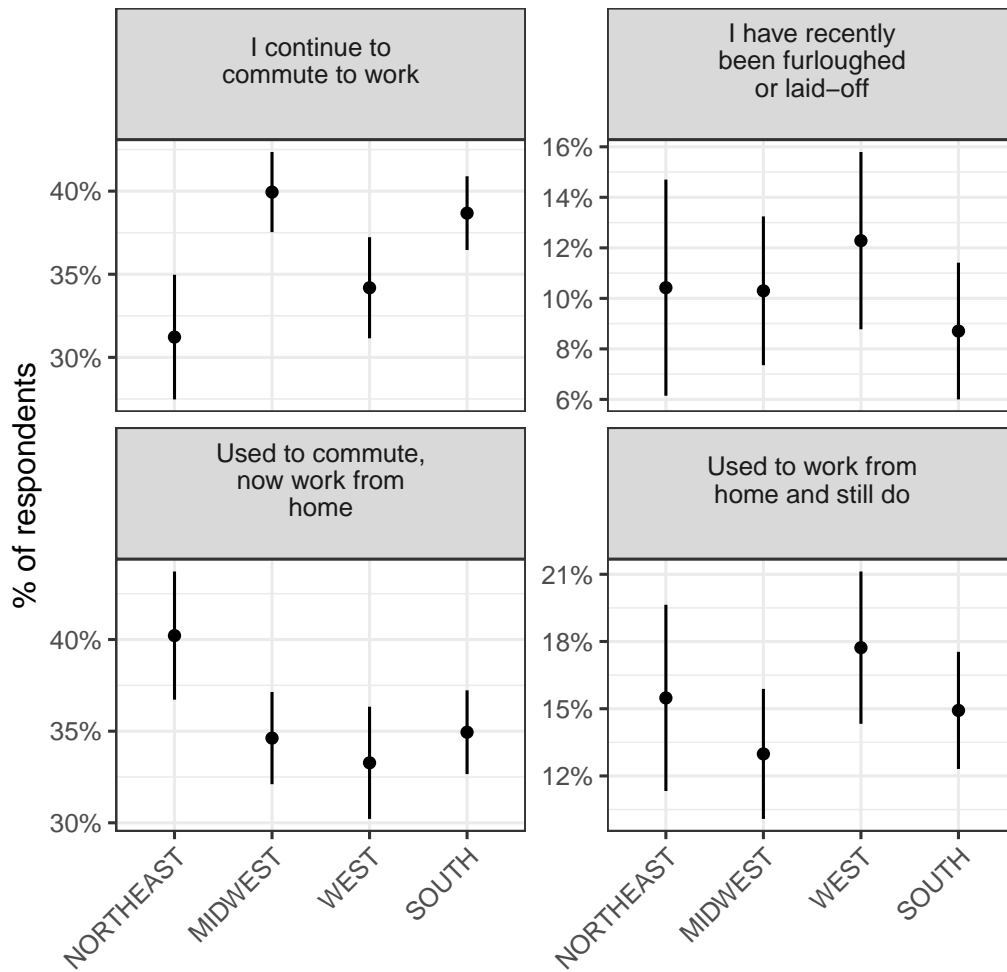 I continue to
commute to work
I have recently
been furloughed
or laid−off
40%
35%
30%
16%
14%
12%
10%
8%
6%
Used to commute,
now work from
home
Used to work from
home and still do
40%
35%
30%
21%
18%
15%
12%
NORTHEAST
MIDWEST
WEST
SOUTH
NORTHEAST
MIDWEST
WEST
SOUTH
% of respondents